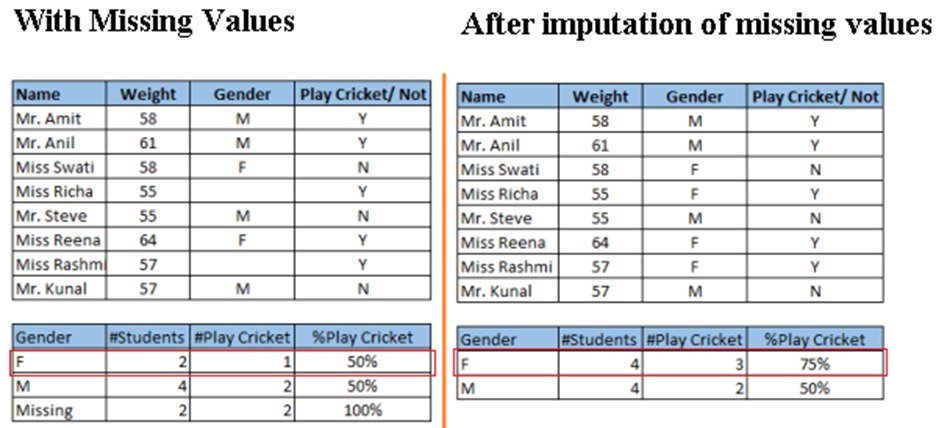 With Missing Values
Name Weight Gender Play Cricket/ Not
Mr. Amit 58 M Y
Mr. Anil 61 M Y
Miss Swati 58 F N
Miss Richa 55 Y
Mr. Steve 55 M N
Miss Reena 64 F Y
Miss Rashmi 57 Y
Mr. Kunal 57 M N
Gender #Students #Play Cricket %Play Cricket
F 2 1 50%
M 4 2 50%
Missing 2 2 100%
After imputation of missing values
Name Weight Gender Play Cricket/ Not
Mr. Amit 58 M Y
Mr. Anil 61 M Y
Miss Swati 58 F N
Miss Richa 55 F Y
Mr. Steve 55 M N
Miss Reena 64 F Y
Miss Rashmi 57 F Y
Mr. Kunal 57 M N
Gender #Students #Play Cricket %Play Cricket
F 4 3 75%
M 4 2 50%